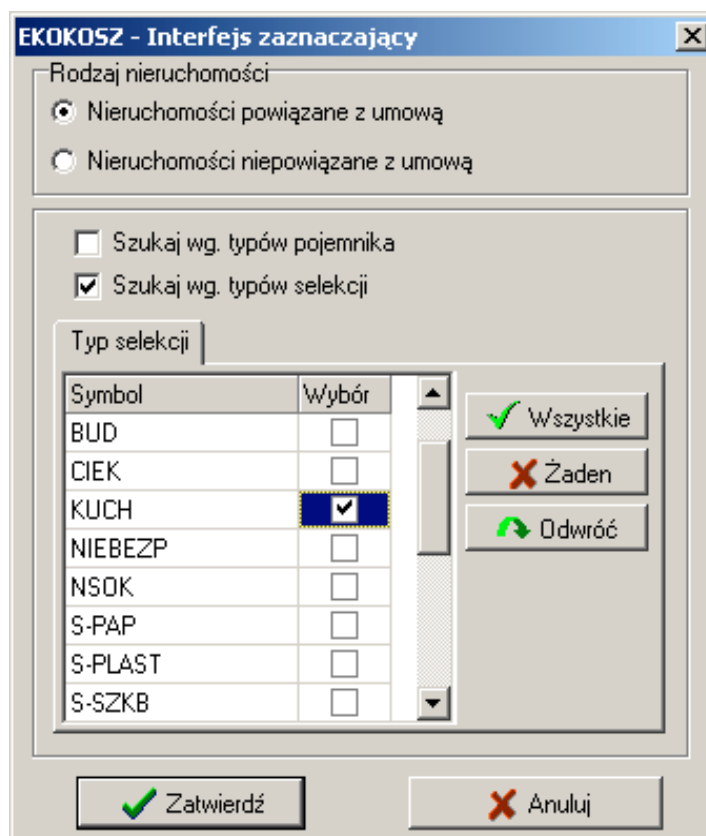 EKOKOSZ - Interfejs zaznaczający
Rodzaj nieruchomości
Nieruchomości powiązane z umową
Nieruchomości niepowiązane z umową
Szukaj wg. typów pojemnika
Szukaj wg. typów selekcji
Typ selekcji
Symbol Wybór
BUD
CIEK
KUCH
NIEBEZP
NSOK
S-PAP
S-PLAST
S-SZKB
Wszystkie
Żaden
Odwróć
Zatwierdź Anuluj